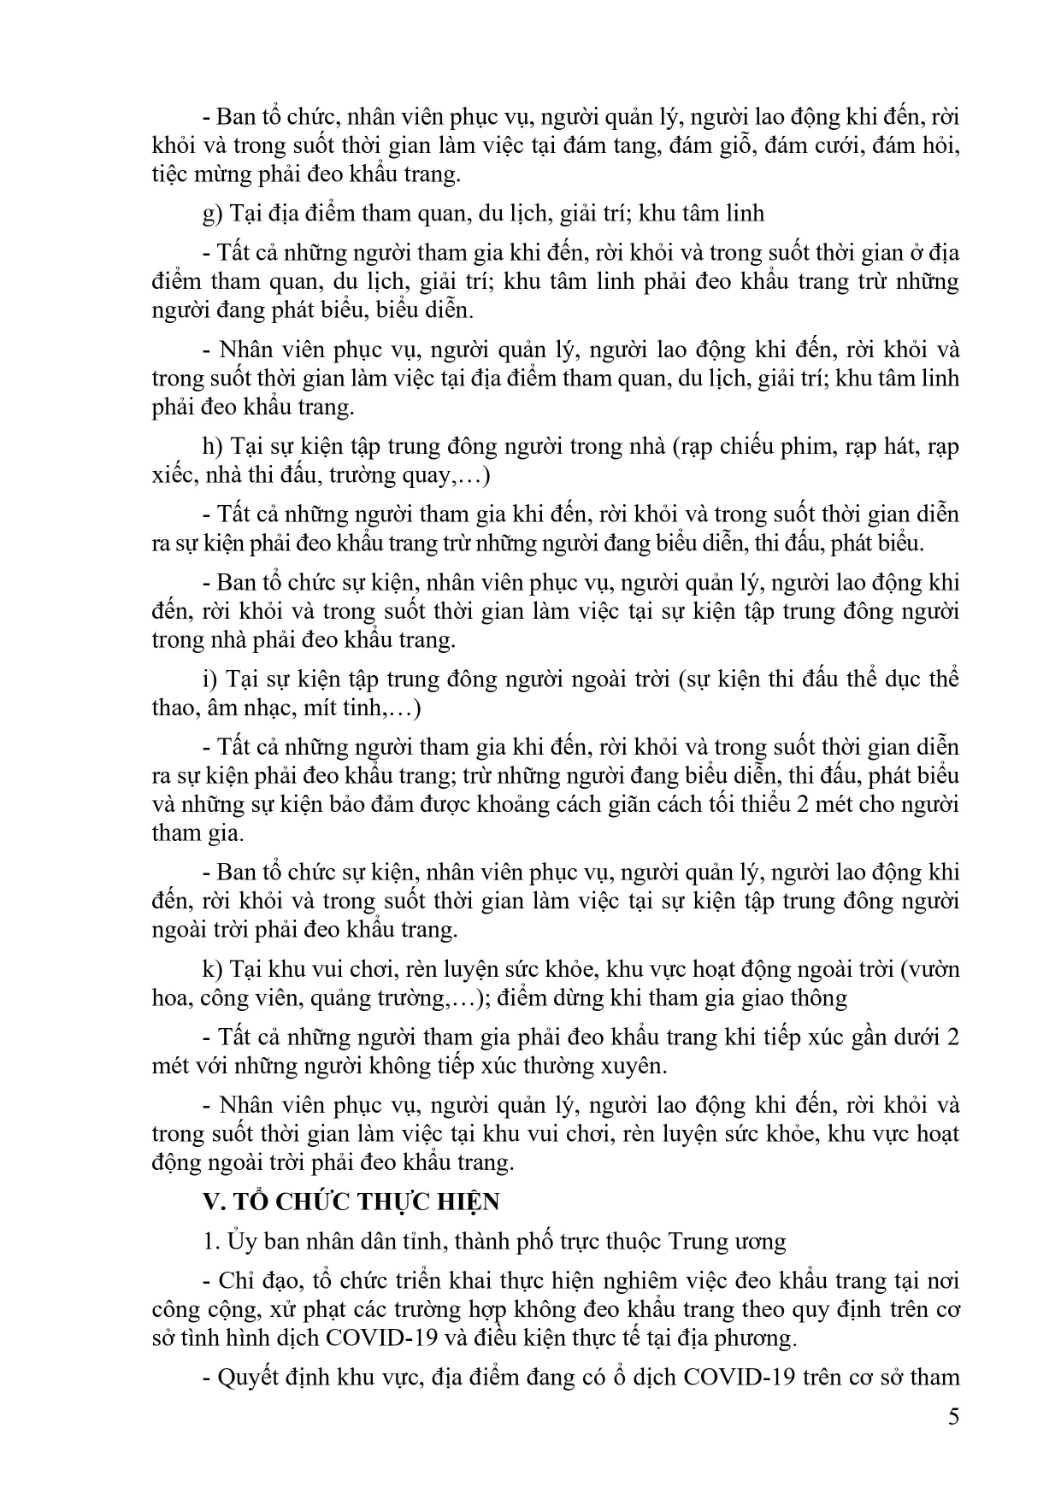 - Ban tổ chức, nhân viên phục vụ, người quản lý, người lao động khi đến, rời
khỏi và trong suốt thời gian làm việc tại đám tang, đám giỗ, đám cưới, đám hỏi,
tiệc mừng phải đeo khẩu trang.
g) Tại địa điểm tham quan, du lịch, giải trí; khu tâm linh
- Tất cả những người tham gia khi đến, rời khỏi và trong suốt thời gian ở địa
điểm tham quan, du lịch, giải trí; khu tâm linh phải đeo khẩu trang trừ những
người đang phát biểu, biểu diễn.
- Nhân viên phục vụ, người quản lý, người lao động khi đến, rời khỏi và
trong suốt thời gian làm việc tại địa điểm tham quan, du lịch, giải trí; khu tâm linh
phải đeo khẩu trang.
h) Tại sự kiện tập trung đông người trong nhà (rạp chiếu phim, rạp hát, rạp
xiếc, nhà thi đấu, trường quay,…)
- Tất cả những người tham gia khi đến, rời khỏi và trong suốt thời gian diễn
ra sự kiện phải đeo khẩu trang trừ những người đang biểu diễn, thi đấu, phát biểu.
- Ban tổ chức sự kiện, nhân viên phục vụ, người quản lý, người lao động khi
đến, rời khỏi và trong suốt thời gian làm việc tại sự kiện tập trung đông người
trong nhà phải đeo khẩu trang.
i) Tại sự kiện tập trung đông người ngoài trời (sự kiện thi đấu thể dục thể
thao, âm nhạc, mít tinh,…)
- Tất cả những người tham gia khi đến, rời khỏi và trong suốt thời gian diễn
ra sự kiện phải đeo khẩu trang; trừ những người đang biểu diễn, thi đấu, phát biểu
và những sự kiện bảo đảm được khoảng cách giãn cách tối thiểu 2 mét cho người
tham gia.
- Ban tổ chức sự kiện, nhân viên phục vụ, người quản lý, người lao động khi
đến, rời khỏi và trong suốt thời gian làm việc tại sự kiện tập trung đông người
ngoài trời phải đeo khẩu trang.
k) Tại khu vui chơi, rèn luyện sức khỏe, khu vực hoạt động ngoài trời (vườn
hoa, công viên, quảng trường,…); điểm dừng khi tham gia giao thông
- Tất cả những người tham gia phải đeo khẩu trang khi tiếp xúc gần dưới 2
mét với những người không tiếp xúc thường xuyên.
- Nhân viên phục vụ, người quản lý, người lao động khi đến, rời khỏi và
trong suốt thời gian làm việc tại khu vui chơi, rèn luyện sức khỏe, khu vực hoạt
động ngoài trời phải đeo khẩu trang.
V. TỔ CHỨC THỰC HIỆN
1. Ủy ban nhân dân tỉnh, thành phố trực thuộc Trung ương
- Chỉ đạo, tổ chức triển khai thực hiện nghiêm việc đeo khẩu trang tại nơi
công cộng, xử phạt các trường hợp không đeo khẩu trang theo quy định trên cơ
sở tình hình dịch COVID-19 và điều kiện thực tế tại địa phương.
- Quyết định khu vực, địa điểm đang có ổ dịch COVID-19 trên cơ sở tham
5